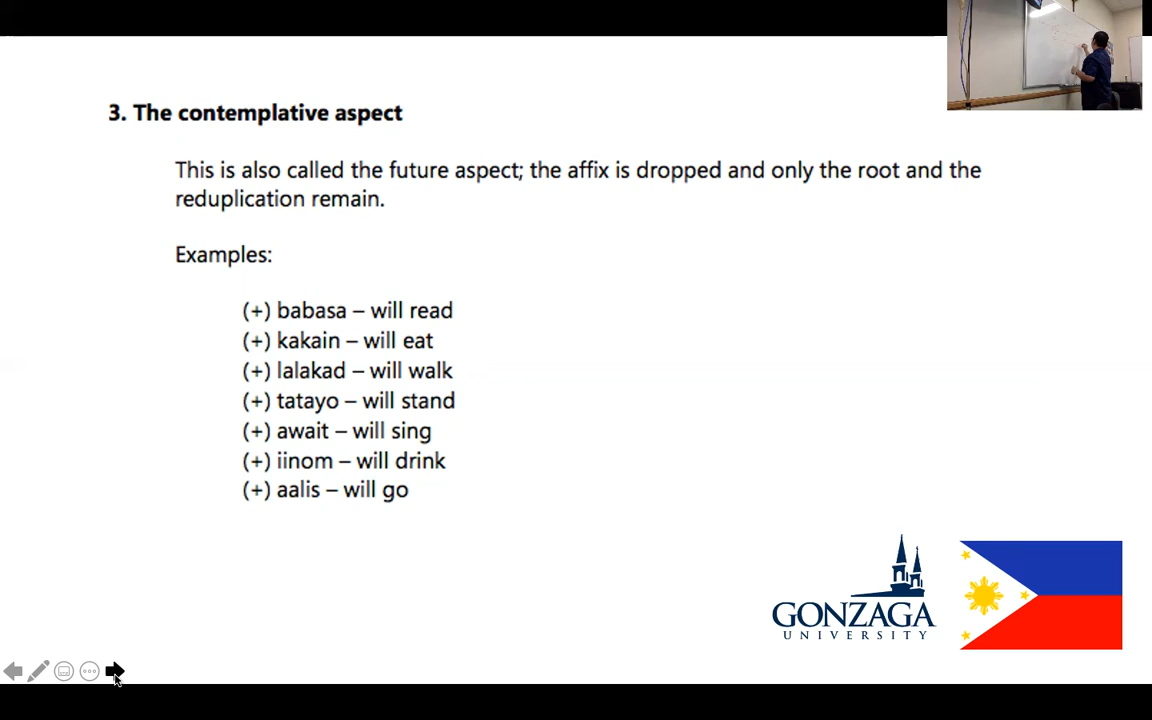 3. The contemplative aspect
This is also called the future aspect; the affix is dropped and only the root and the
reduplication remain.
Examples:
(+) babasa – will read
(+) kakain – will eat
(+) lalakad – will walk
(+) tatayo – will stand
(+) await – will sing
(+) iinom – will drink
(+) aalis – will go
GONZAGA
UNIVERSITY